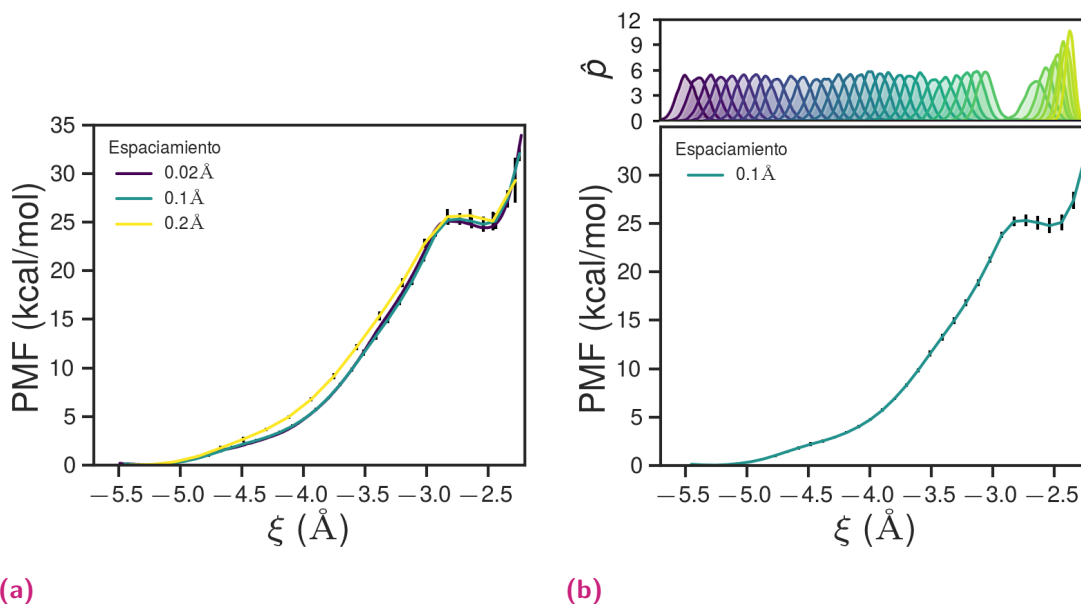 35
30
25
20
15
10
5
0
PMF (kcal/mol)
Espaciamiento
0.02Å
0.1Å
0.2Å
−5.5 −5.0 −4.5 −4.0 −3.5 −3.0 −2.5
ξ (Å)
(a)
12
9
6
3
0
p̂
30
25
20
15
10
5
0
PMF (kcal/mol)
Espaciamiento
0.1Å
−5.5 −5.0 −4.5 −4.0 −3.5 −3.0 −2.5
ξ (Å)
(b)